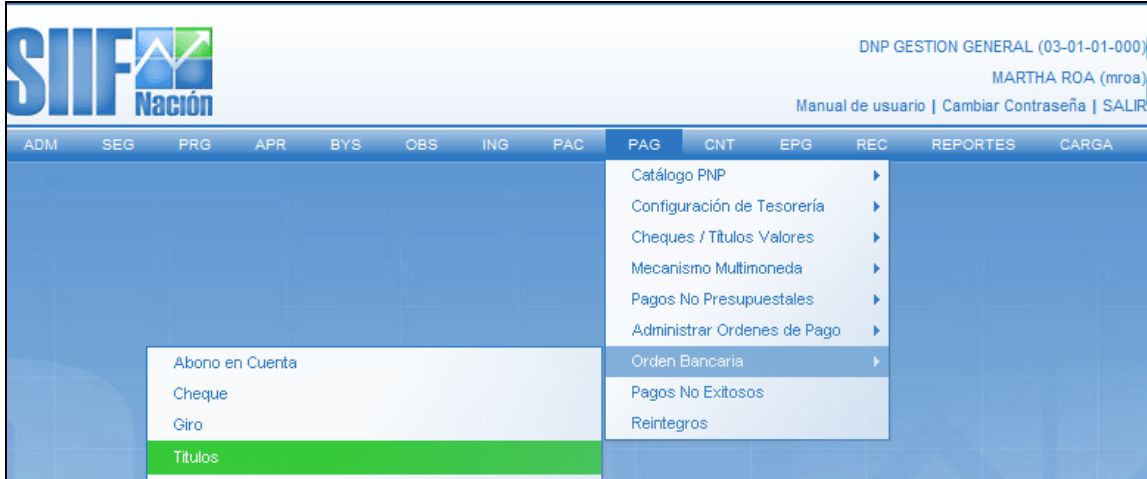 SIIF
Nación
DNP GESTION GENERAL (03-01-01-000)
MARTHA ROA (mroa)
Manual de usuario | Cambiar Contraseña | SALIR
ADM SEG PRG APR BYS OBS ING PAC PAG CNT EPG REC REPORTES CARGA
Catálogo PNP
Configuración de Tesorería
Cheques / Títulos Valores
Mecanismo Multimoneda
Pagos No Presupuestales
Administrar Ordenes de Pago
Orden Bancaria
Pagos No Exitosos
Reintegros
Abono en Cuenta
Cheque
Giro
Títulos